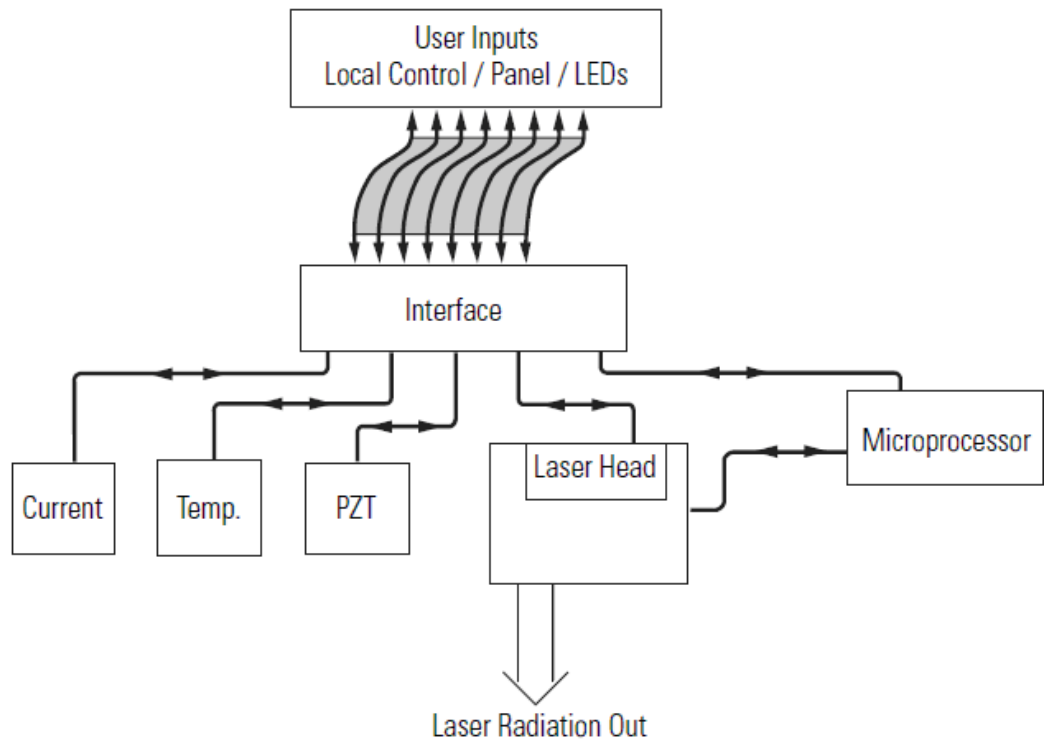 User Inputs
Local Control / Panel / LEDs
Interface
Microprocessor
Laser Head
Current
Temp.
PZT
Laser Radiation Out